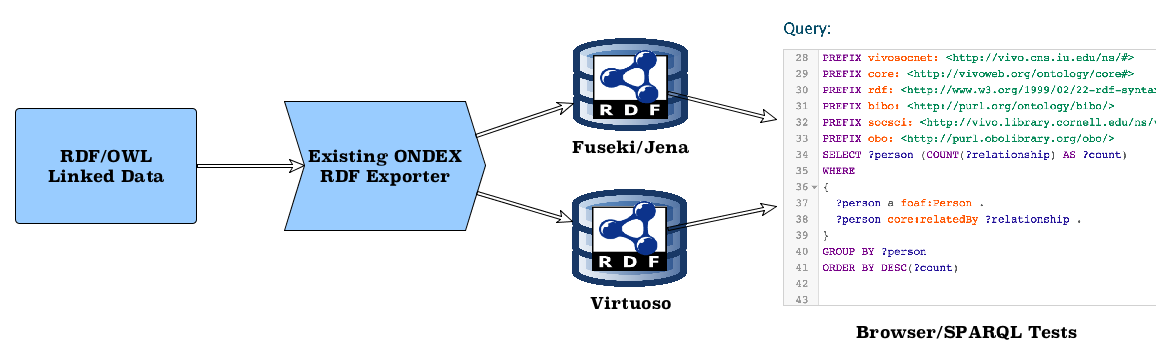 RDF/OWL
Linked Data
Existing ONDEX
RDF Exporter
RDF
Fuseki/Jena
RDF
Virtuoso
Query:
28 PREFIX vivosocnet: <http://vivo.cns.iu.edu/ns/#>
29 PREFIX core: <http://vivoweb.org/ontology/core#>
30 PREFIX rdf: <http://www.w3.org/1999/02/22-rdf-syntax
31 PREFIX bibo: <http://purl.org/ontology/bibo/>
32 PREFIX socsci: <http://vivo.library.cornell.edu/ns/
33 PREFIX obo: <http://purl.obolibrary.org/obo/>
34 SELECT ?person (COUNT(?relationship) AS ?count)
35 WHERE
36 {
37 ?person a foaf:Person .
38 ?person core:relatedBy ?relationship .
39 }
40 GROUP BY ?person
41 ORDER BY DESC(?count)
42
43
Browser/SPARQL Tests